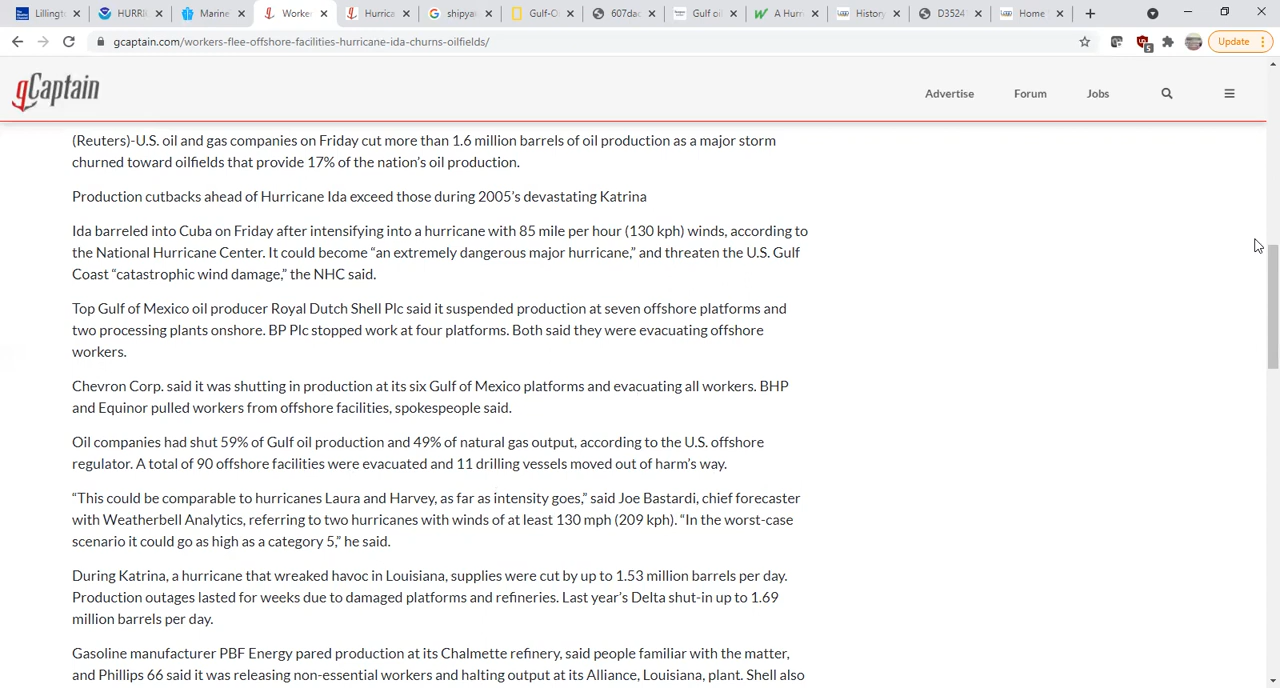 Lillingt
HURRI
Marine
Worke
Hurrica
shipya
Gulf-O
607dac
Gulf oil
A Hurr
History
D3524
Home
gcaptain.com/workers-flee-offshore-facilities-hurricane-ida-churns-oilfields/
5
Update
gCaptain
Advertise
Forum
Jobs
(Reuters)-U.S. oil and gas companies on Friday cut more than 1.6 million barrels of oil production as a major storm
churned toward oilfields that provide 17% of the nation’s oil production.
Production cutbacks ahead of Hurricane Ida exceed those during 2005’s devastating Katrina
Ida barreled into Cuba on Friday after intensifying into a hurricane with 85 mile per hour (130 kph) winds, according to
the National Hurricane Center. It could become “an extremely dangerous major hurricane,” and threaten the U.S. Gulf
Coast “catastrophic wind damage,” the NHC said.
Top Gulf of Mexico oil producer Royal Dutch Shell Plc said it suspended production at seven offshore platforms and
two processing plants onshore. BP Plc stopped work at four platforms. Both said they were evacuating offshore
workers.
Chevron Corp. said it was shutting in production at its six Gulf of Mexico platforms and evacuating all workers. BHP
and Equinor pulled workers from offshore facilities, spokespeople said.
Oil companies had shut 59% of Gulf oil production and 49% of natural gas output, according to the U.S. offshore
regulator. A total of 90 offshore facilities were evacuated and 11 drilling vessels moved out of harm’s way.
“This could be comparable to hurricanes Laura and Harvey, as far as intensity goes,” said Joe Bastardi, chief forecaster
with Weatherbell Analytics, referring to two hurricanes with winds of at least 130 mph (209 kph). “In the worst-case
scenario it could go as high as a category 5,” he said.
During Katrina, a hurricane that wreaked havoc in Louisiana, supplies were cut by up to 1.53 million barrels per day.
Production outages lasted for weeks due to damaged platforms and refineries. Last year’s Delta shut-in up to 1.69
million barrels per day.
Gasoline manufacturer PBF Energy pared production at its Chalmette refinery, said people familiar with the matter,
and Phillips 66 said it was releasing non-essential workers and halting output at its Alliance, Louisiana, plant. Shell also